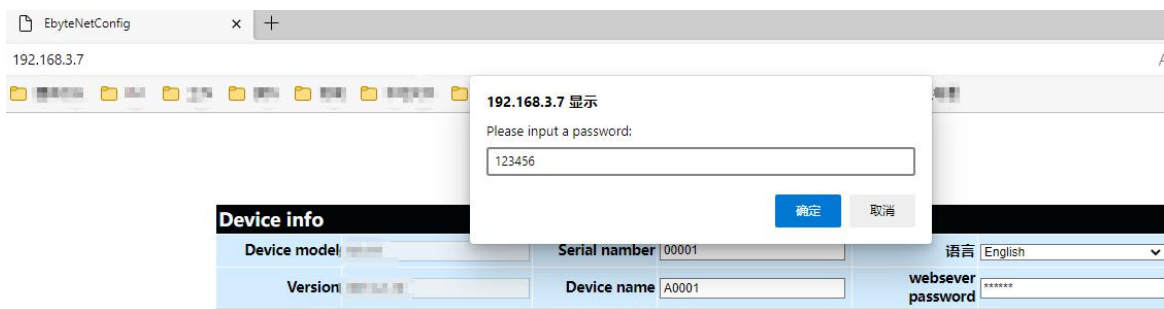 EbyteNetConfig
192.168.3.7
192.168.3.7 显示
Please input a password:
123456
确定 取消
Device info
Device model Serial namber 00001 语言 English
Version Device name A0001 websever password ******